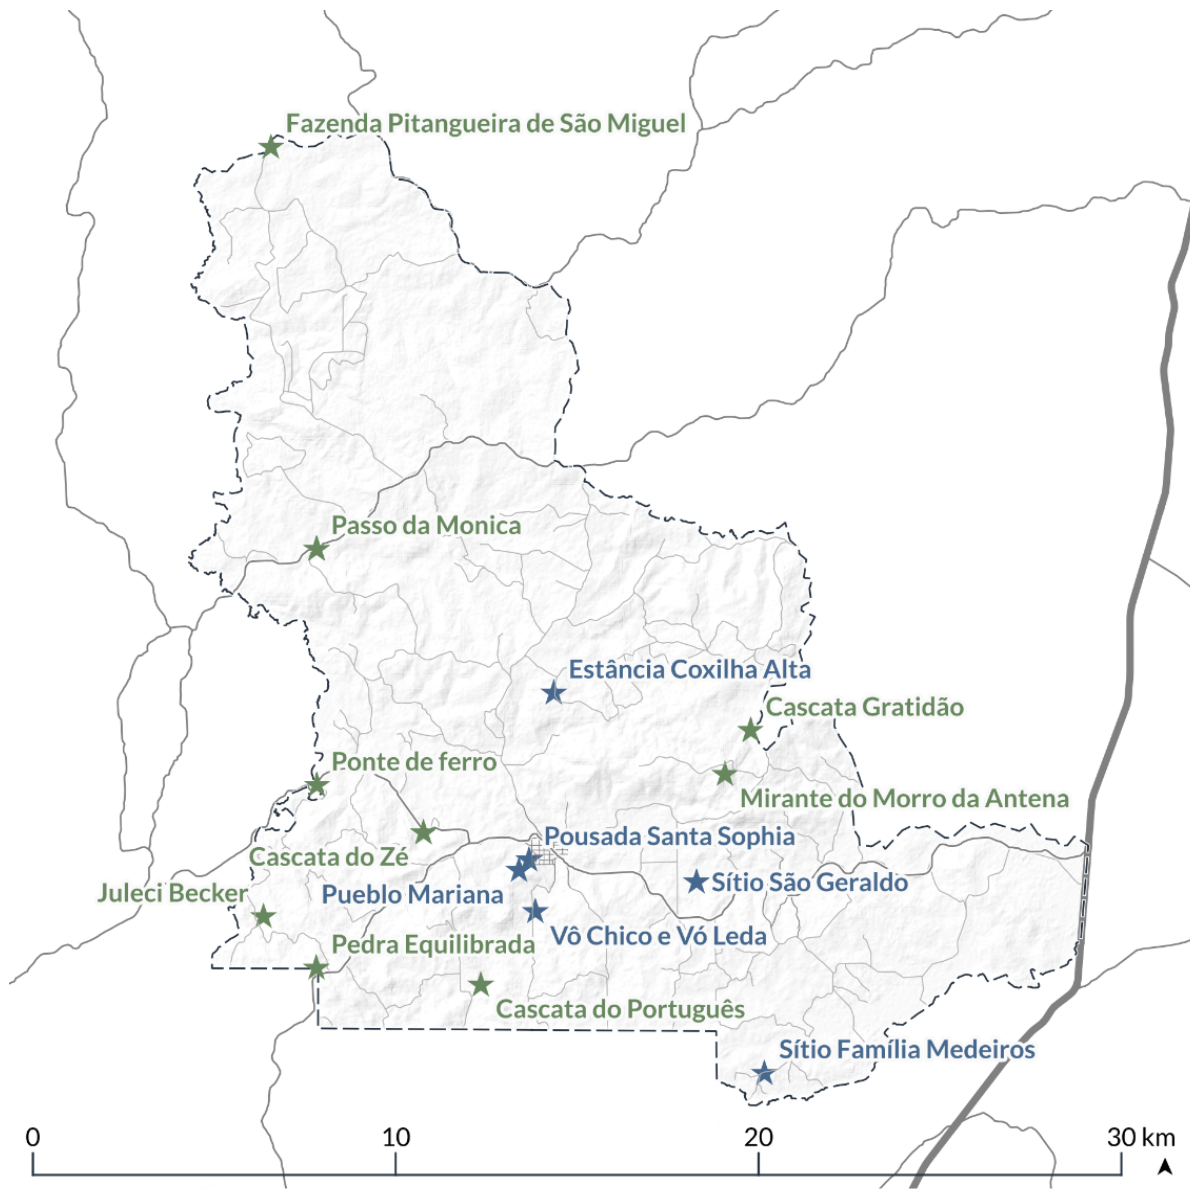 Fazenda Pitangueira de São Miguel
Passo da Monica
Estância Coxilha Alta
Cascata Gratidão
Ponte de ferro
Mirante do Morro da Antena
Pousada Santa Sophia
Cascata do Zé
Sítio São Geraldo
Juleci Becker
Pueblo Mariana
Vô Chico e Vó Leda
Pedra Equilibrada
Cascata do Português
Sítio Família Medeiros
0 10 20 30 km